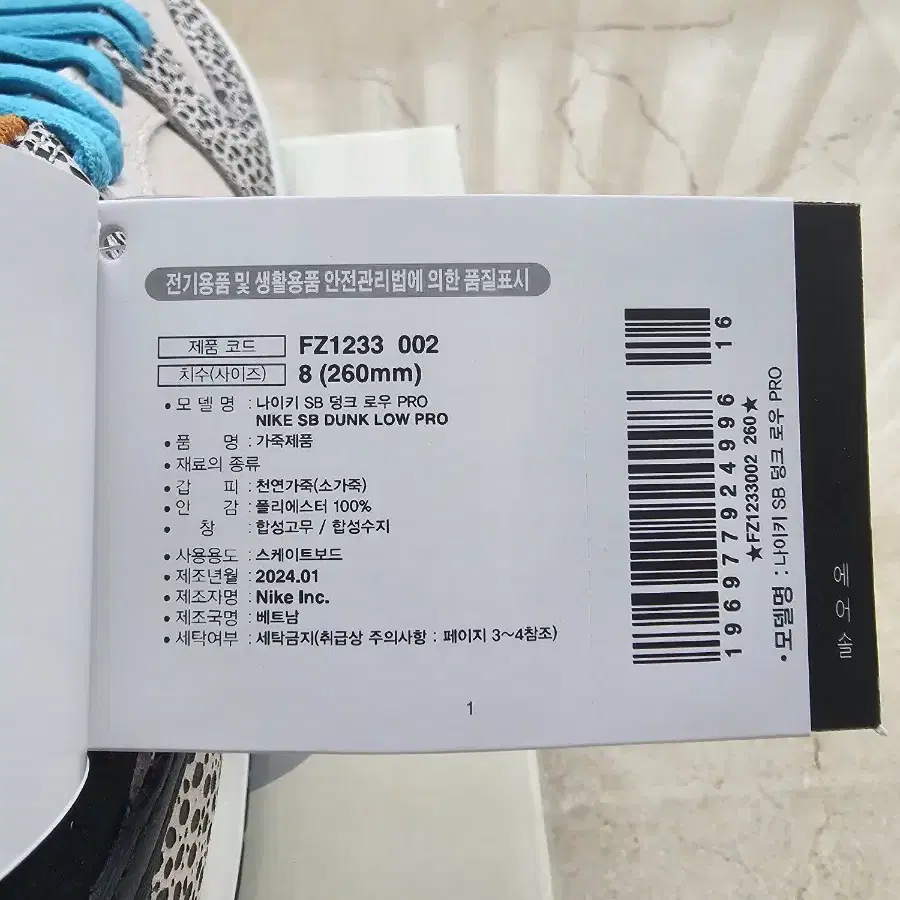 전기용품 및 생활용품 안전관리법에 의한 품질표시
제품 코드 FZ1233 002
치수(사이즈) 8 (260mm)
• 모 델 명 : 나이키 SB 덩크 로우 PRO
NIKE SB DUNK LOW PRO
• 품 명 : 가죽제품
• 재료의 종류
• 갑 피 : 천연가죽(소가죽)
• 안 감 : 폴리에스터 100%
• 창 : 합성고무 / 합성수지
• 사용용도 : 스케이트보드
• 제조년월 : 2024.01
• 제조자명 : Nike Inc.
• 제조국명 : 베트남
• 세탁여부 : 세탁금지(취급상 주의사항 : 페이지 3~4참조)
1
196977924996
16
★FZ1233002 260★
• 모델명 : 나이키 SB 덩크 로우 PRO
에어솔